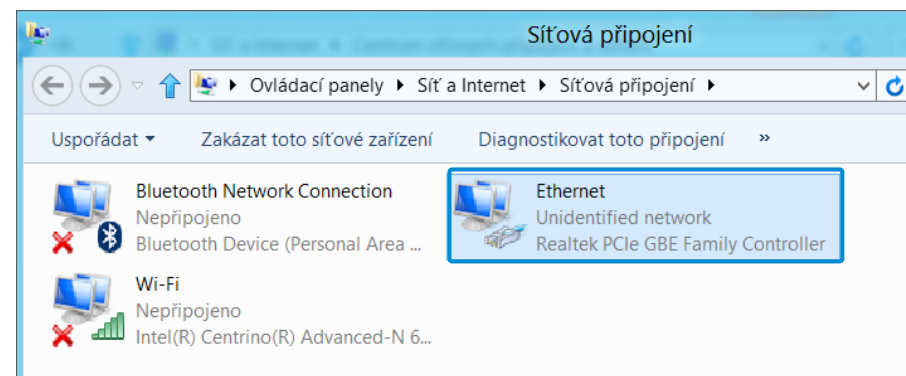 Síťová připojení
Ovládací panely Síť a Internet Síťová připojení
Uspořádat Zakázat toto síťové zařízení Diagnostikovat toto připojení »
Bluetooth Network Connection
Nepřipojeno
Bluetooth Device (Personal Area ...
Ethernet
Unidentified network
Realtek PCIe GBE Family Controller
Wi-Fi
Nepřipojeno
Intel(R) Centrino(R) Advanced-N 6...